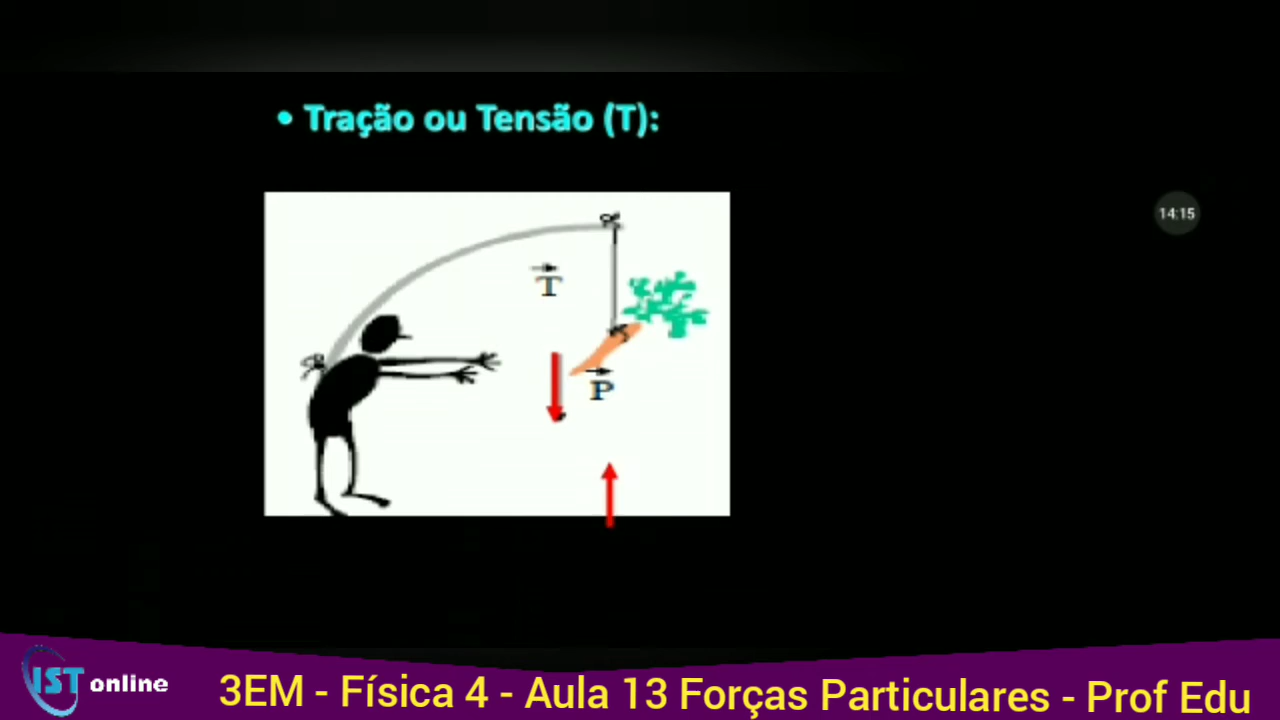 • Tração ou Tensão (T):
14:15
T
P
IST online
3EM - Física 4 - Aula 13 Forças Particulares - Prof Edu